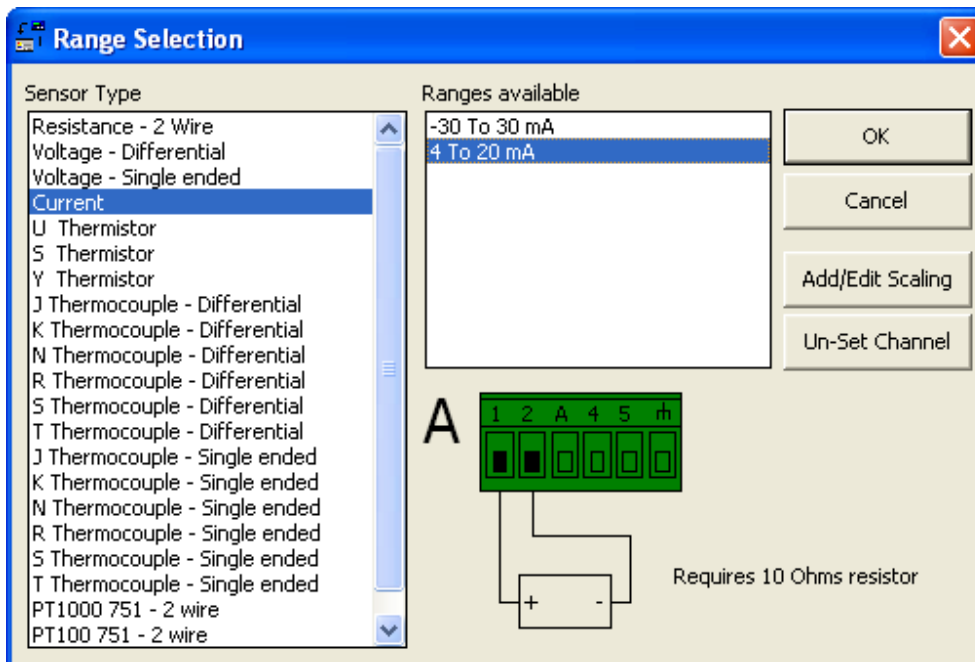 Range Selection
Sensor Type
Resistance - 2 Wire
Voltage - Differential
Voltage - Single ended
Current
U  Thermistor
S  Thermistor
Y  Thermistor
J Thermocouple - Differential
K Thermocouple - Differential
N Thermocouple - Differential
R Thermocouple - Differential
S Thermocouple - Differential
T Thermocouple - Differential
J Thermocouple - Single ended
K Thermocouple - Single ended
N Thermocouple - Single ended
R Thermocouple - Single ended
S Thermocouple - Single ended
T Thermocouple - Single ended
PT1000 751 - 2 wire
PT100 751 - 2 wire
Ranges available
-30 To 30 mA
4 To 20 mA
OK
Cancel
Add/Edit Scaling
Un-Set Channel
A
1 2 A 4 5
+ -
Requires 10 Ohms resistor